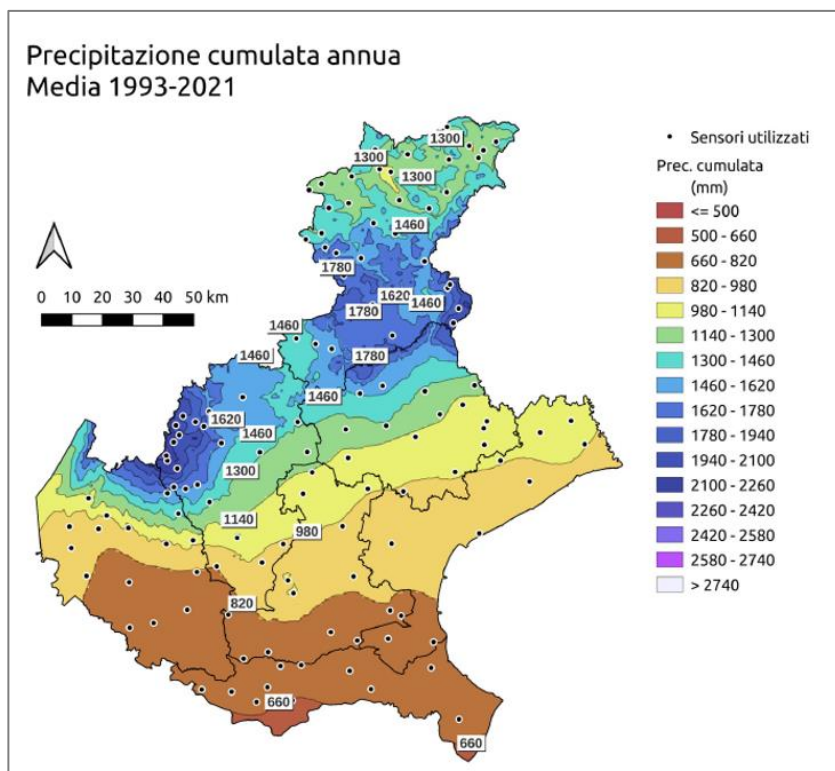 Precipitazione cumulata annua
Media 1993-2021
1300
1300
1300
1460
1780
1620
1460
1780
1460
1460
1780
1460
1620
1460
1300
1140
980
820
660
660
0 10 20 30 40 50 km
Sensori utilizzati
Prec. cumulata
(mm)
<= 500
500 - 660
660 - 820
820 - 980
980 - 1140
1140 - 1300
1300 - 1460
1460 - 1620
1620 - 1780
1780 - 1940
1940 - 2100
2100 - 2260
2260 - 2420
2420 - 2580
2580 - 2740
> 2740